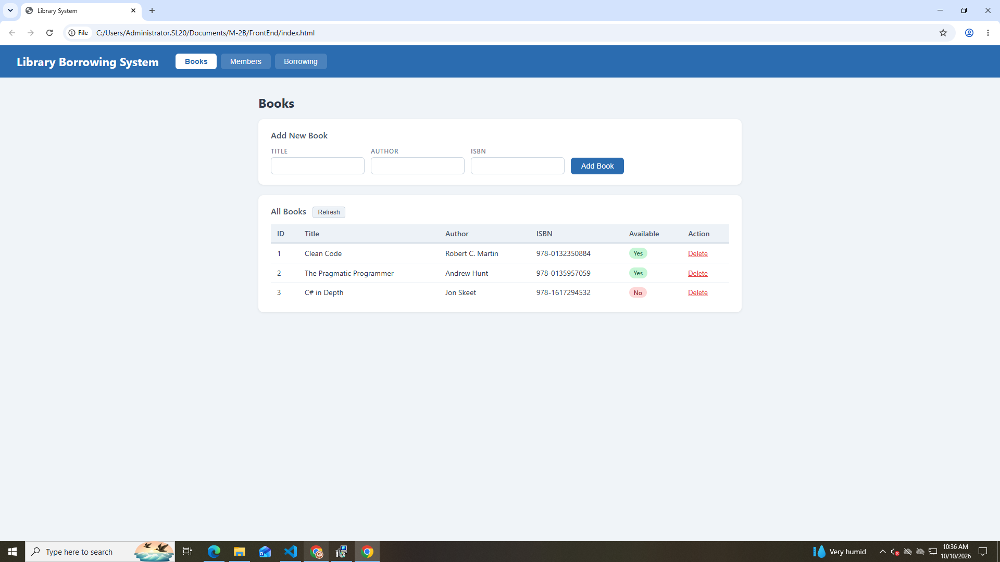 Library System
File
C:/Users/Administrator.SL20/Documents/M-2B/FrontEnd/index.html
Library Borrowing System
Books
Members
Borrowing
Books
Add New Book
TITLE AUTHOR ISBN
Add Book
All Books Refresh
ID Title Author ISBN Available Action
1 Clean Code Robert C. Martin 978-0132350884 Yes Delete
2 The Pragmatic Programmer Andrew Hunt 978-0135957059 Yes Delete
3 C# in Depth Jon Skeet 978-1617294532 No Delete
Type here to search
Very humid
10:36 AM
10/10/2026